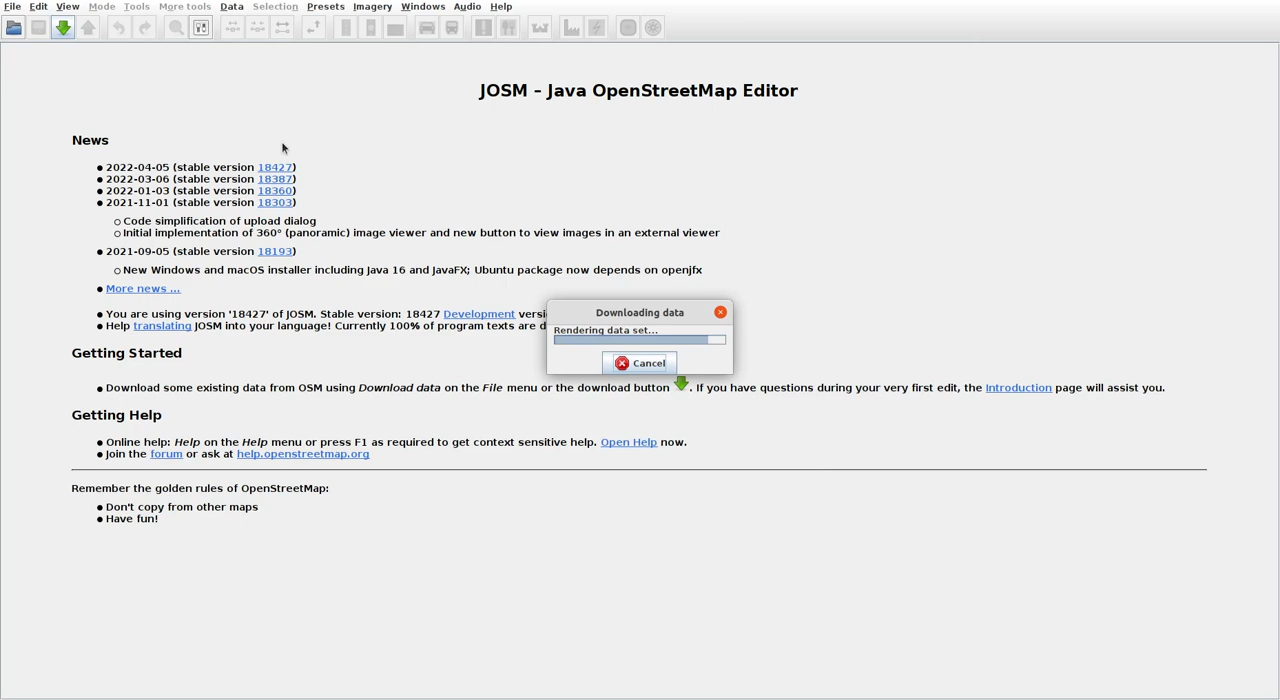 File Edit View Mode Tools More tools Data Selection Presets Imagery Windows Audio Help
JOSM – Java OpenStreetMap Editor
News
2022-04-05 (stable version 18427)
2022-03-06 (stable version 18387)
2022-01-03 (stable version 18360)
2021-11-01 (stable version 18303)
Code simplification of upload dialog
Initial implementation of 360° (panoramic) image viewer and new button to view images in an external viewer
2021-09-05 (stable version 18193)
New Windows and macOS installer including Java 16 and JavaFX; Ubuntu package now depends on openjfx
More news ...
You are using version '18427' of JOSM. Stable version: 18427 Development versi
Help translating JOSM into your language! Currently 100% of program texts are
Downloading data
Rendering data set...
Cancel
Getting Started
Download some existing data from OSM using Download data on the File menu or the download button . If you have questions during your very first edit, the Introduction page will assist you.
Getting Help
Online help: Help on the Help menu or press F1 as required to get context sensitive help. Open Help now.
Join the forum or ask at help.openstreetmap.org
Remember the golden rules of OpenStreetMap:
Don't copy from other maps
Have fun!